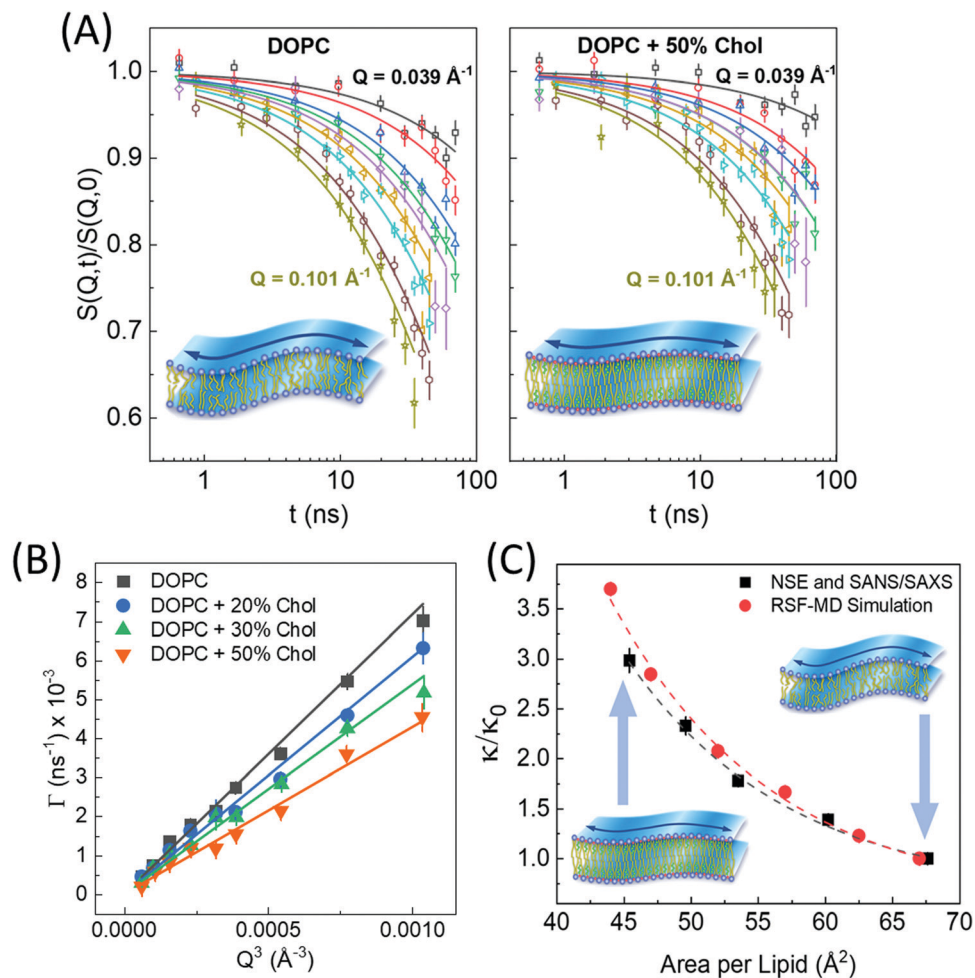 (A)
DOPC
DOPC + 50% Chol
Q = 0.039 Å⁻¹
Q = 0.039 Å⁻¹
1.0
0.9
0.8
0.7
0.6
S(Q,t)/S(Q,0)
Q = 0.101 Å⁻¹
Q = 0.101 Å⁻¹
1 10 100
1 10 100
t (ns)
t (ns)
(B)
DOPC
DOPC + 20% Chol
DOPC + 30% Chol
DOPC + 50% Chol
8
7
6
5
4
3
2
1
0
Γ (ns⁻¹) x 10⁻³
0.0000 0.0005 0.0010
Q³ (Å⁻³)
(C)
NSE and SANS/SAXS
RSF-MD Simulation
3.5
3.0
2.5
2.0
1.5
1.0
κ/κ₀
40 45 50 55 60 65 70
Area per Lipid (Å²)